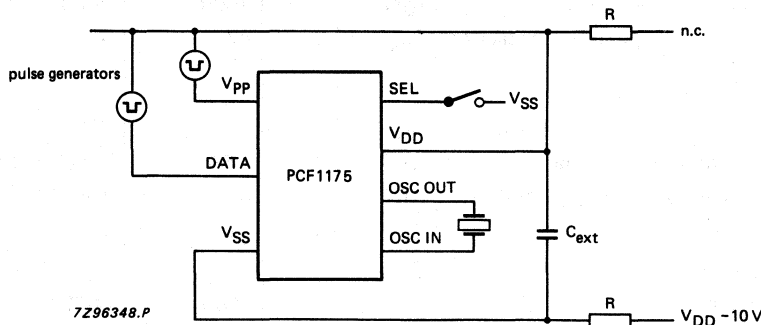 R
n.c.
pulse generators
VPP
SEL
VSS
VDD
DATA
PCF1175
OSC OUT
VSS
OSC IN
Cext
R
7Z96348.P
VDD -10 V